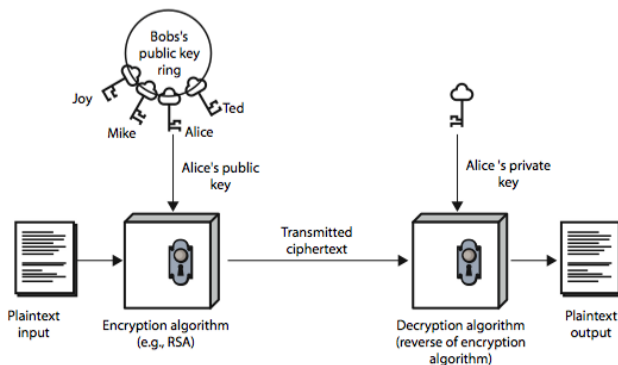 Bobs's
public key
ring
Joy
Ted
Mike
Alice
Alice's public
key
Alice 's private
key
Transmitted
ciphertext
Plaintext
input
Encryption algorithm
(e.g., RSA)
Decryption algorithm
(reverse of encryption
algorithm)
Plaintext
output